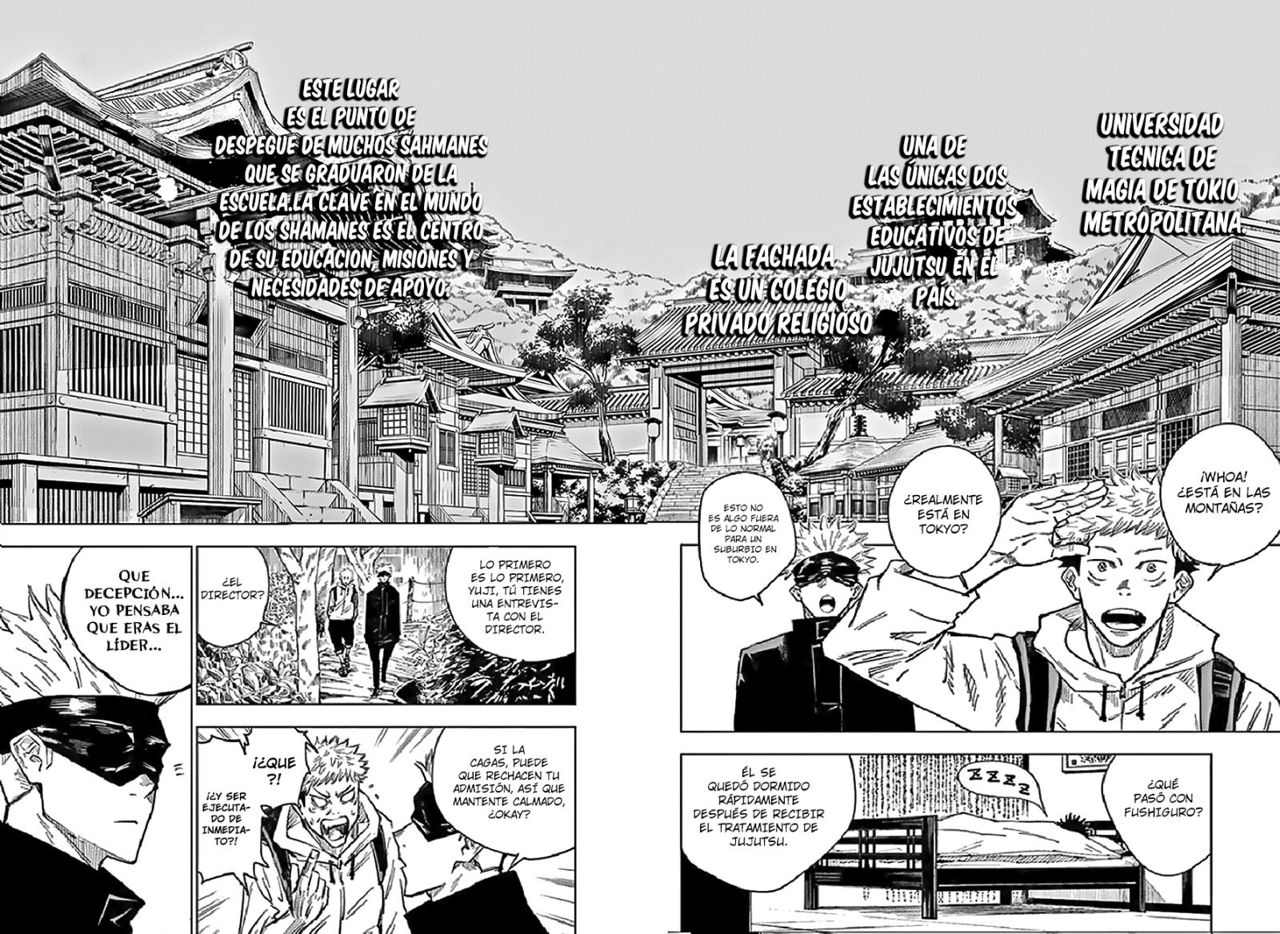 UNIVERSIDAD
TECNICA DE
MAGIA DE TOKIO
METROPOLITANA
UNA DE
LAS ÚNICAS DOS
ESTABLECIMIENTOS
EDUCATIVOS DE
JUJUTSU EN EL
PAÍS.
LA FACHADA
ES UN COLEGIO
PRIVADO RELIGIOSO
ESTE LUGAR
ES EL PUNTO DE
DESPEGUE DE MUCHOS SAHMANES
QUE SE GRADUARON DE LA
ESCUELA.LA CLAVE EN EL MUNDO
DE LOS SHAMANES ES EL CENTRO
DE SU EDUCACION, MISIONES Y
NECESIDADES DE APOYO.
¡WHOA!
¿ESTÁ EN LAS
MONTAÑAS?
¿REALMENTE
ESTÁ EN
TOKYO?
ESTO NO
ES ALGO FUERA
DE LO NORMAL
PARA UN
SUBURBIO EN
TOKYO.
¿QUÉ
PASÓ CON
FUSHIGURO?
ZZZZ
ÉL SE
QUEDÓ DORMIDO
RÁPIDAMENTE
DESPUÉS DE RECIBIR
EL TRATAMIENTO DE
JUJUTSU.
LO PRIMERO
ES LO PRIMERO,
YUJI, TÚ TIENES
UNA ENTREVIS-
TA CON EL
DIRECTOR.
¿EL
DIRECTOR?
SI LA
CAGAS, PUEDE
QUE RECHACEN TU
ADMISIÓN, ASÍ QUE
MANTENTE CALMADO,
¿OKAY?
¡¿QUE
?!
¡¿Y SER
EJECUTA-
DO DE
INMEDIA-
TO?!
QUE
DECEPCIÓN...
YO PENSABA
QUE ERAS EL
LÍDER...